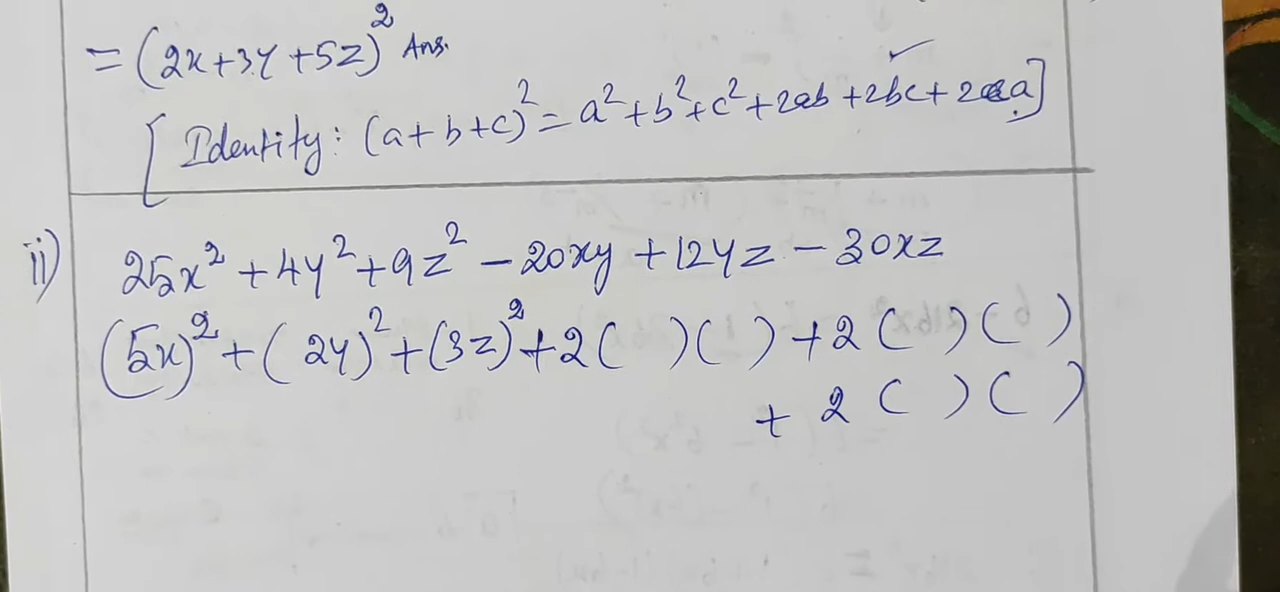 = (2x+3y+5z)² Ans.
[Identity: (a+b+c)² = a²+b²+c²+2ab+2bc+2ca]
ii) 25x² + 4y² + 9z² – 20xy + 12yz – 30xz
(5x)² + (2y)² + (3z)² + 2( )( ) + 2( )( )
+ 2( )( )